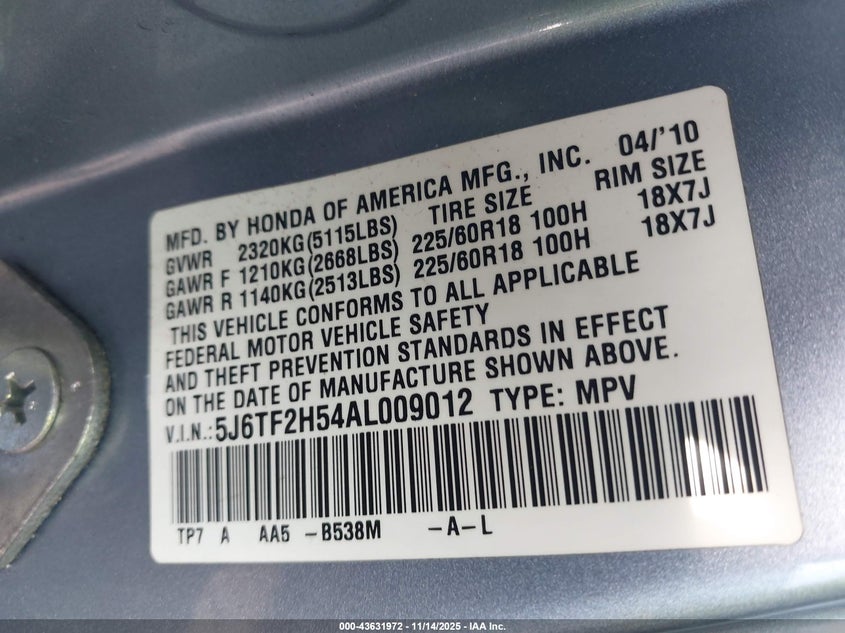 MFD. BY HONDA OF AMERICA MFG., INC. 04/'10
GVWR 2320KG(5115LBS) TIRE SIZE RIM SIZE
GAWR F 1210KG(2668LBS) 225/60R18 100H 18X7J
GAWR R 1140KG(2513LBS) 225/60R18 100H 18X7J
THIS VEHICLE CONFORMS TO ALL APPLICABLE
FEDERAL MOTOR VEHICLE SAFETY
AND THEFT PREVENTION STANDARDS IN EFFECT
ON THE DATE OF MANUFACTURE SHOWN ABOVE.
V.I.N.:5J6TF2H54AL009012 TYPE: MPV
TP7 A AA5 -B538M -A-L
000-43631972 - 11/14/2025 - IAA Inc.